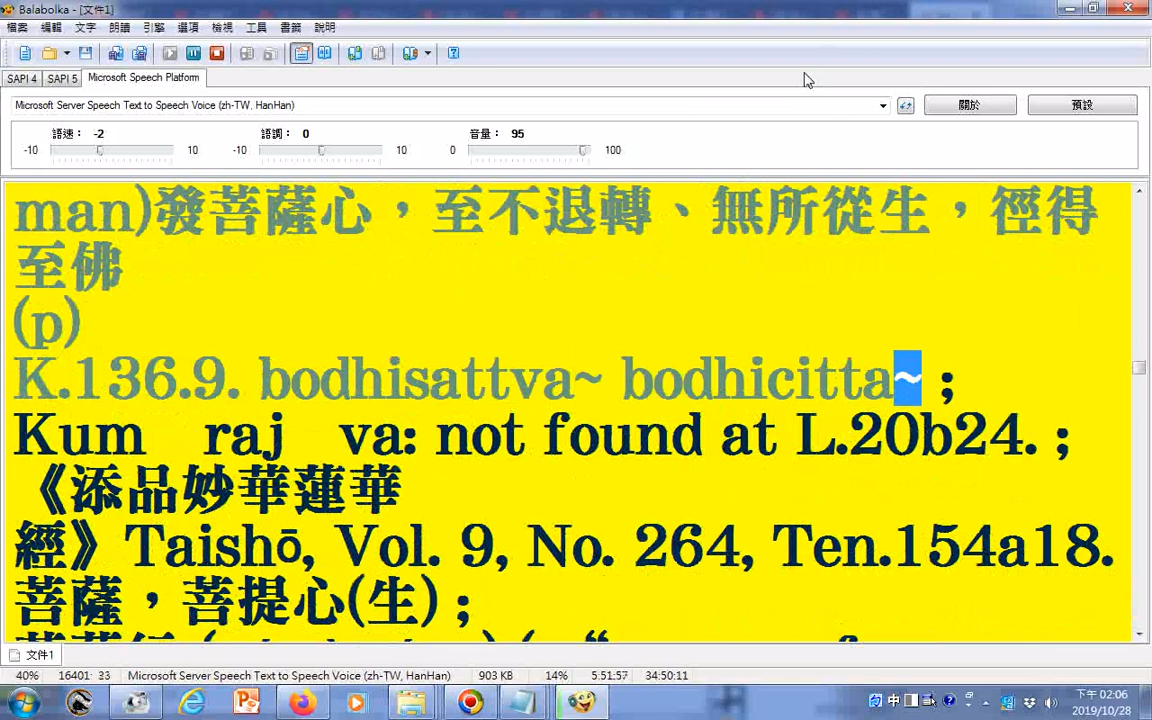 Balabolka - [文件1]
檔案 編輯 文字 朗讀 引擎 選項 檢視 工具 書籤 說明
SAPI 4 SAPI 5 Microsoft Speech Platform
Microsoft Server Speech Text to Speech Voice (zh-TW, HanHan) 關於 預設
語速： -2 語調： 0 音量： 95
-10 10 -10 10 0 100
man)發菩薩心，至不退轉、無所從生，徑得
至佛
(p)
K.136.9. bodhisattva~ bodhicitta~ ;
Kum raj va: not found at L.20b24. ;
《添品妙華蓮華
經》Taishō, Vol. 9, No. 264, Ten.154a18.
菩薩，菩提心(生) ;
文件1
40% 16401: 33 Microsoft Server Speech Text to Speech Voice (zh-TW, HanHan) 903 KB 14% 5:51:57 34:50:11
中 下午 02:06
2019/10/28